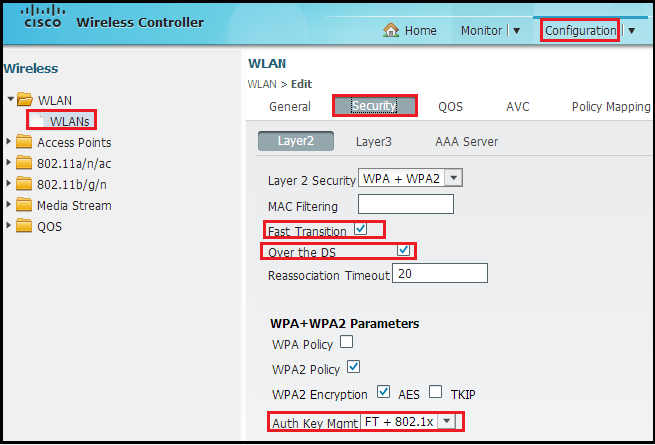 CISCO Wireless Controller
Home Monitor Configuration
Wireless
WLAN
WLANs
Access Points
802.11a/n/ac
802.11b/g/n
Media Stream
QOS
WLAN
WLAN > Edit
General Security QOS AVC Policy Mapping
Layer2 Layer3 AAA Server
Layer 2 Security WPA + WPA2
MAC Filtering
Fast Transition
Over the DS
Reassociation Timeout 20
WPA+WPA2 Parameters
WPA Policy
WPA2 Policy
WPA2 Encryption AES TKIP
Auth Key Mgmt FT + 802.1x